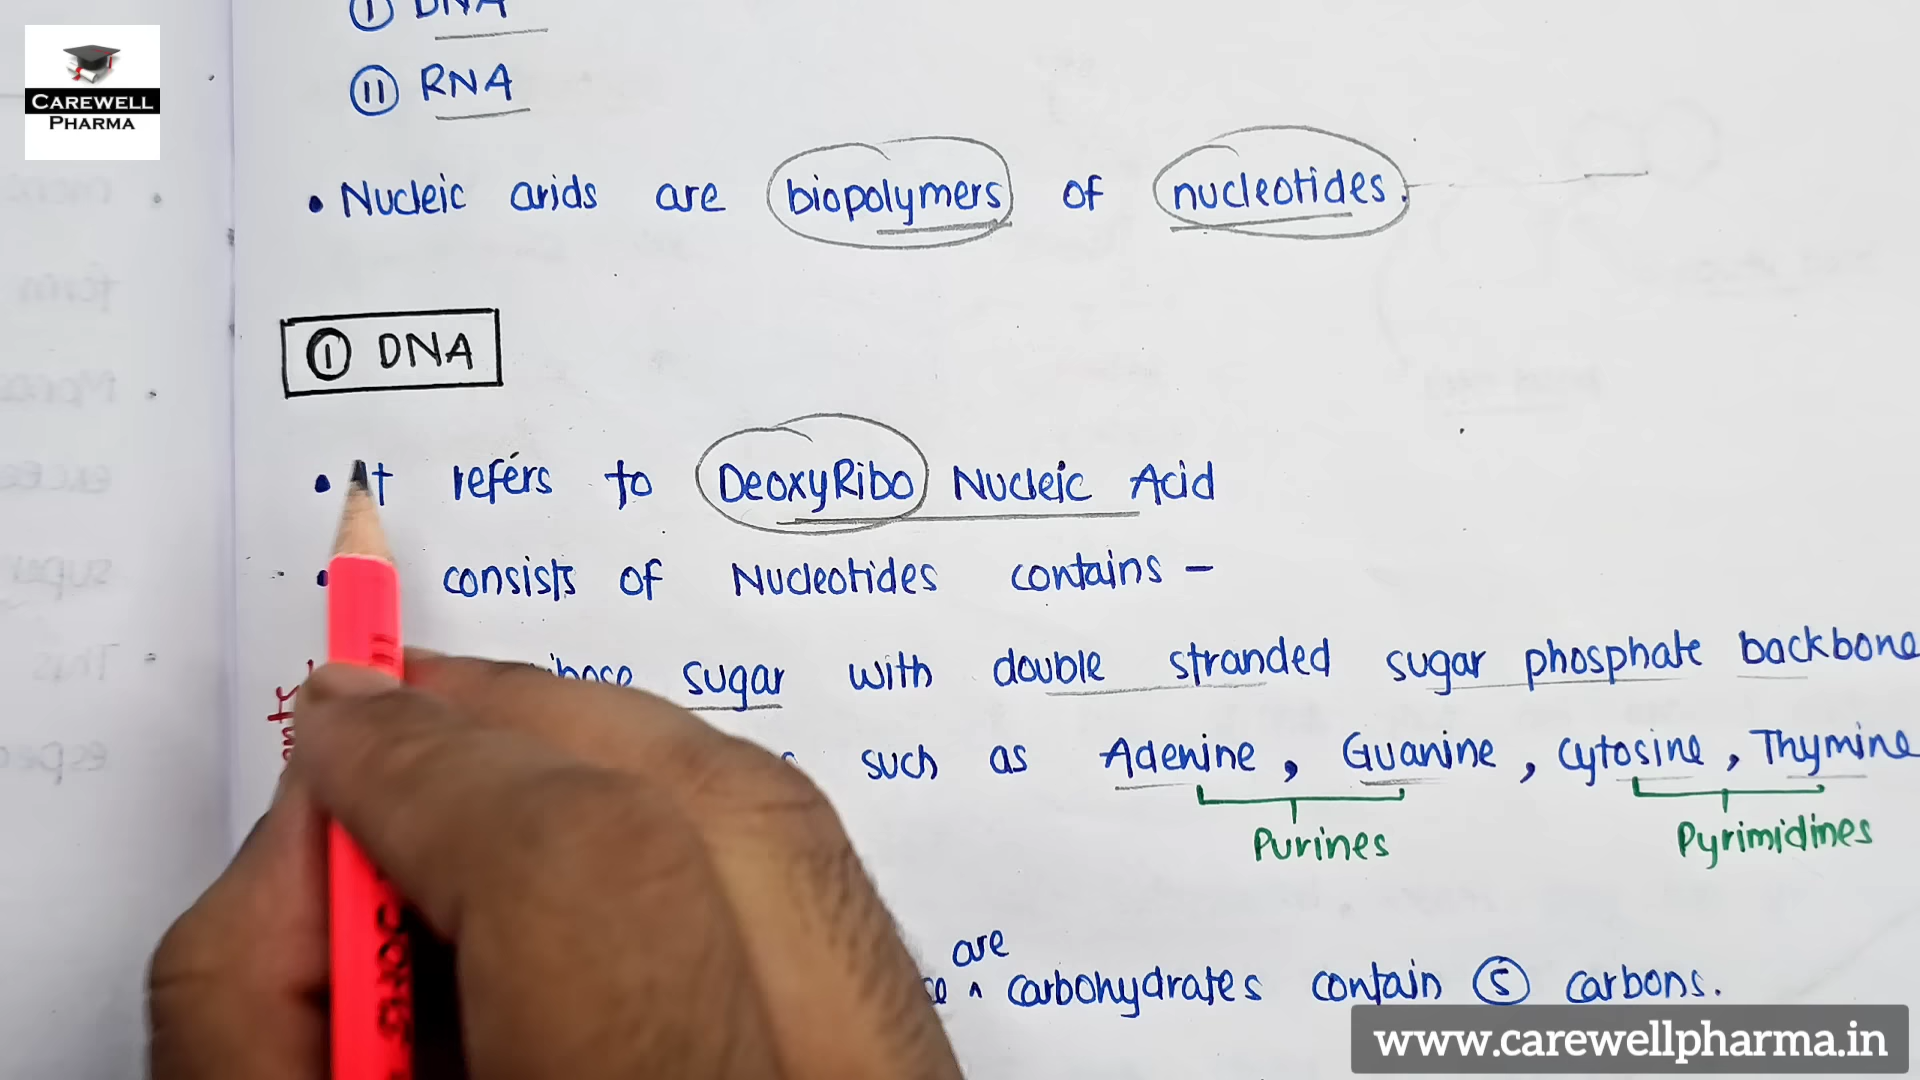 CAREWELL
PHARMA
I DNA
II RNA
• Nucleic acids are biopolymers of nucleotides.
I DNA
• It refers to DeoxyRibo Nucleic Acid
• consists of Nucleotides contains -
sugar with double stranded sugar phosphate backbone
such as Adenine, Guanine, Cytosine, Thymine
Purines
Pyrimidines
are
^ carbohydrates contain 5 carbons.
www.carewellpharma.in